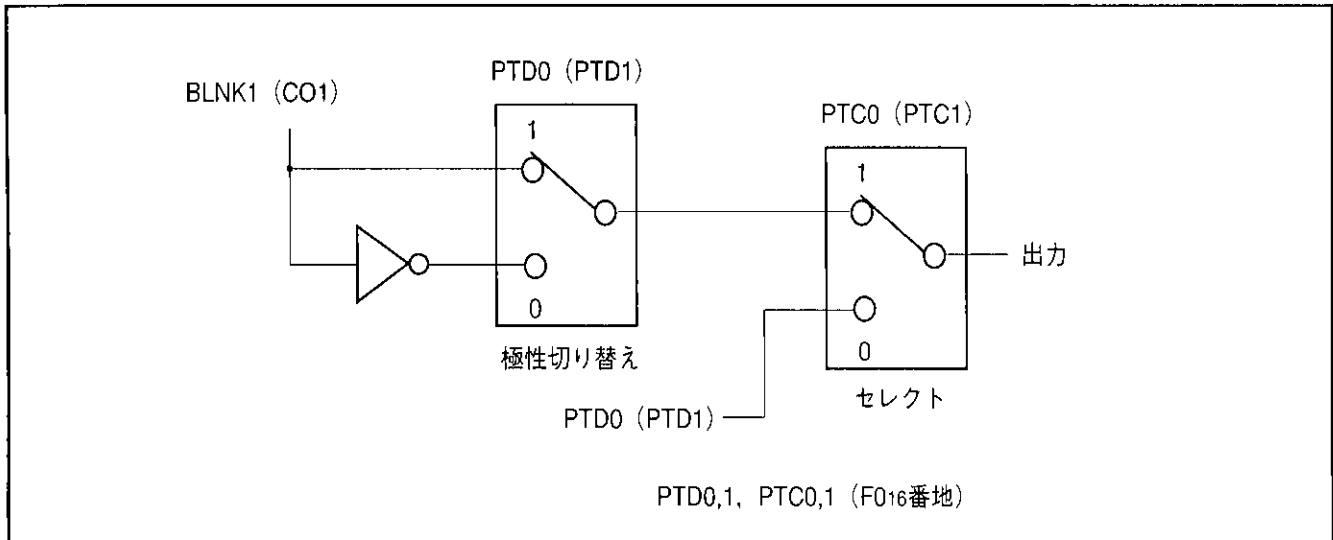 PTD0（PTD1）
BLNK1（CO1）
1
0
極性切り替え
PTC0（PTC1）
1
0
セレクト
出力
PTD0（PTD1）
PTD0,1, PTC0,1（F016番地）